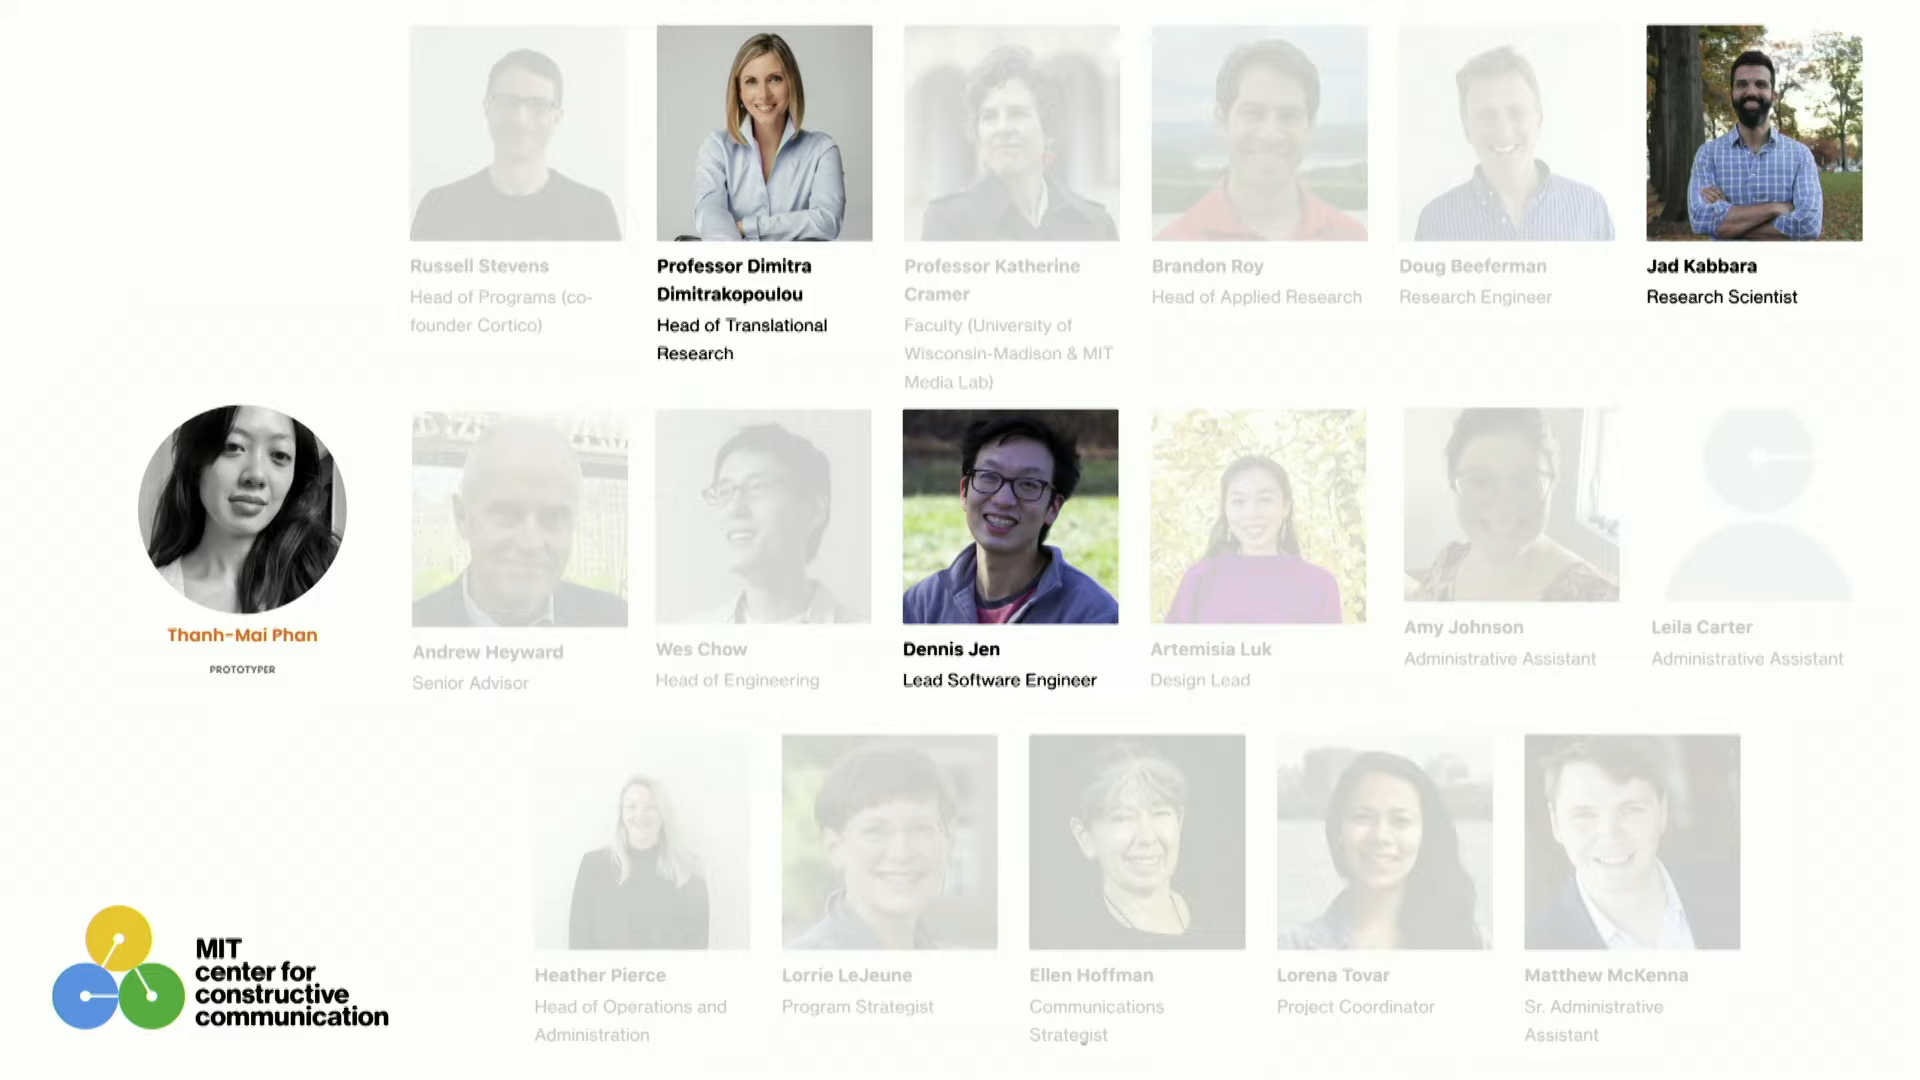 Russell Stevens
Head of Programs (co-
founder Cortico)
Professor Dimitra
Dimitrakopoulou
Head of Translational
Research
Professor Katherine
Cramer
Faculty (University of
Wisconsin-Madison & MIT
Media Lab)
Brandon Roy
Head of Applied Research
Doug Beeferman
Research Engineer
Jad Kabbara
Research Scientist
Thanh-Mai Phan
PROTOTYPER
Andrew Heyward
Senior Advisor
Wes Chow
Head of Engineering
Dennis Jen
Lead Software Engineer
Artemisia Luk
Design Lead
Amy Johnson
Administrative Assistant
Leila Carter
Administrative Assistant
Heather Pierce
Head of Operations and
Administration
Lorrie LeJeune
Program Strategist
Ellen Hoffman
Communications
Strategist
Lorena Tovar
Project Coordinator
Matthew McKenna
Sr. Administrative
Assistant
MIT
center for
constructive
communication